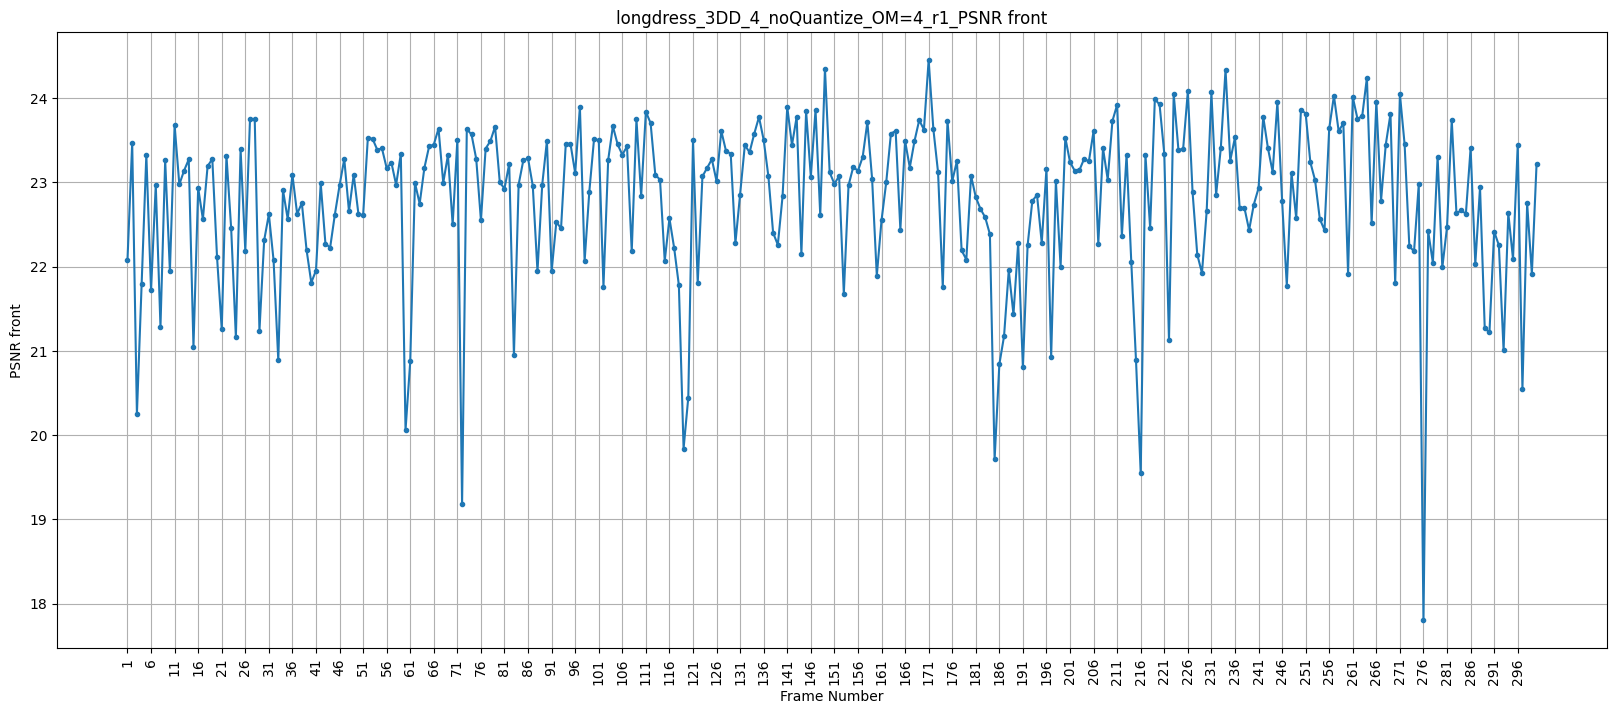 longdress_3DD_4_noQuantize_OM=4_r1_PSNR front
PSNR front
24
23
22
21
20
19
18
1 6 11 16 21 26 31 36 41 46 51 56 61 66 71 76 81 86 91 96 101 106 111 116 121 126 131 136 141 146 151 156 161 166 171 176 181 186 191 196 201 206 211 216 221 226 231 236 241 246 251 256 261 266 271 276 281 286 291 296
Frame Number